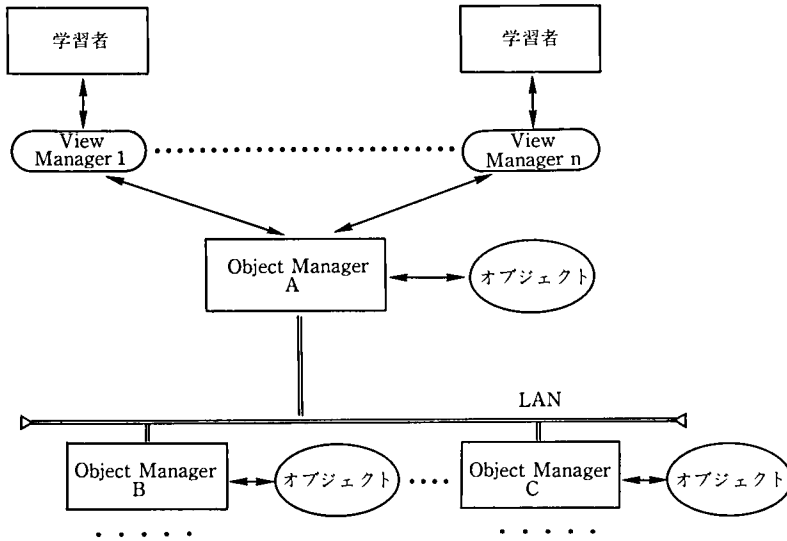 学習者
学習者
View
Manager 1
View
Manager n
Object Manager
A
オブジェクト
LAN
Object Manager
B
オブジェクト
Object Manager
C
オブジェクト